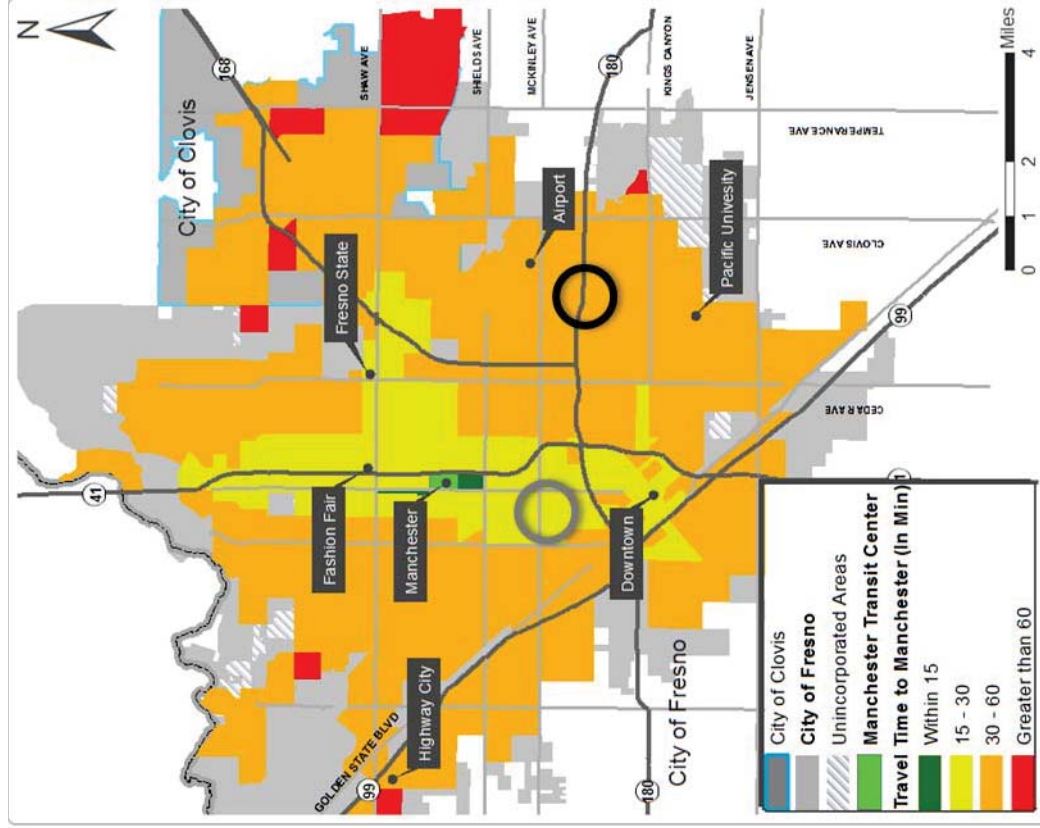 N
41
168
City of Clovis
SHAW AVE
SHIELDS AVE
MCKINLEY AVE
180
KINGS CANYON
JENSEN AVE
TEMPERANCE AVE
CLOVIS AVE
CEDAR AVE
Fresno State
Airport
Pacific Univesity
Fashion Fair
Manchester
Downtown
Highway City
GOLDEN STATE BLVD
99
City of Fresno
180
99
Miles
0 1 2 4
City of Clovis
City of Fresno
Unincorporated Areas
Manchester Transit Center
Travel Time to Manchester (In Min)
Within 15
15 - 30
30 - 60
Greater than 60
1